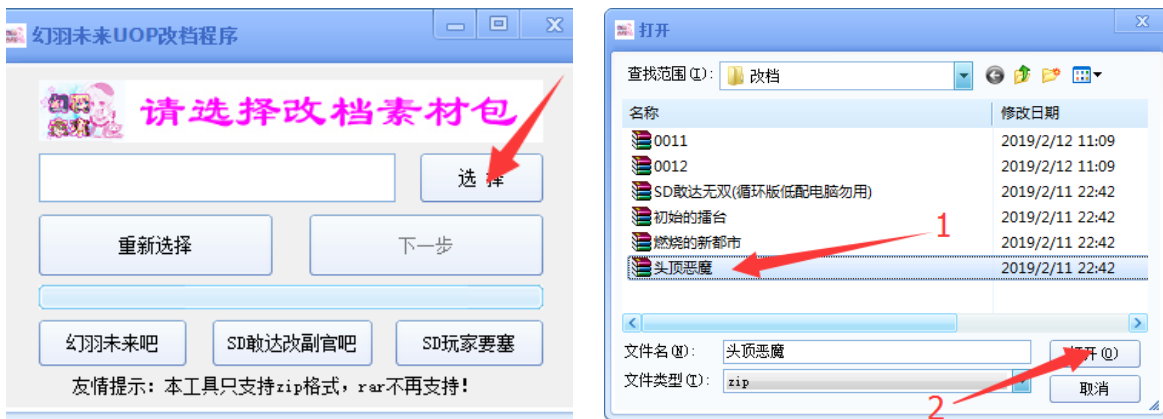 幻羽未来UOP改档程序
请选择改档素材包
选择
重新选择
下一步
幻羽未来吧
SD敢达改副官吧
SD玩家要塞
友情提示：本工具只支持zip格式，rar不再支持！
打开
查找范围(I)：
改档
名称
修改日期
0011
2019/2/12 11:09
0012
2019/2/12 11:09
SD敢达无双(循环版低配电脑勿用)
2019/2/11 22:42
初始的擂台
2019/2/11 22:42
燃烧的新都市
2019/2/11 22:42
头顶恶魔
2019/2/11 22:42
1
文件名(N)：
头顶恶魔
打开(O)
文件类型(T)：
zip
取消
2